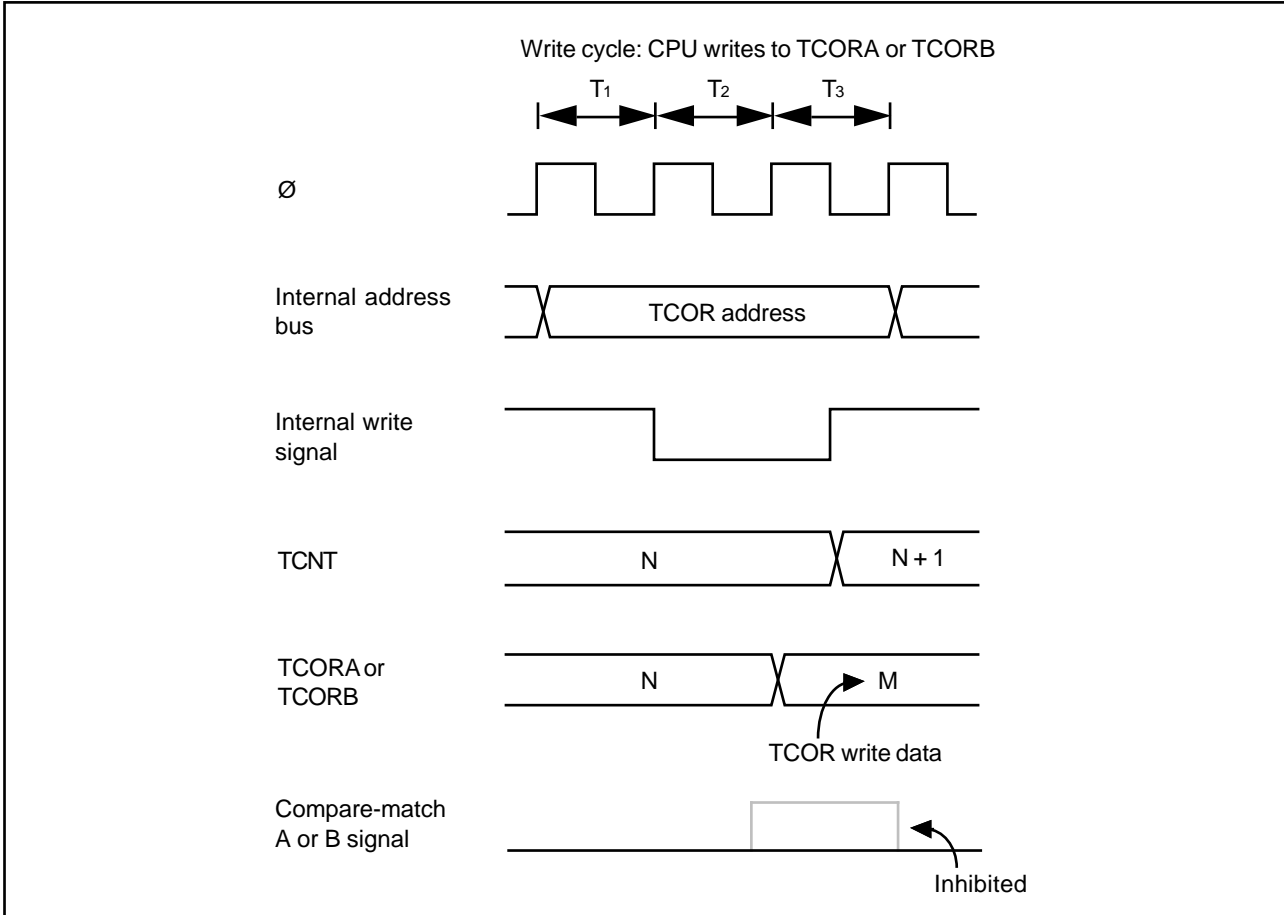 Write cycle: CPU writes to TCORA or TCORB
T1 T2 T3
Ø
Internal address
bus
TCOR address
Internal write
signal
TCNT
N
N + 1
TCORA or
TCORB
N
M
TCOR write data
Compare-match
A or B signal
Inhibited